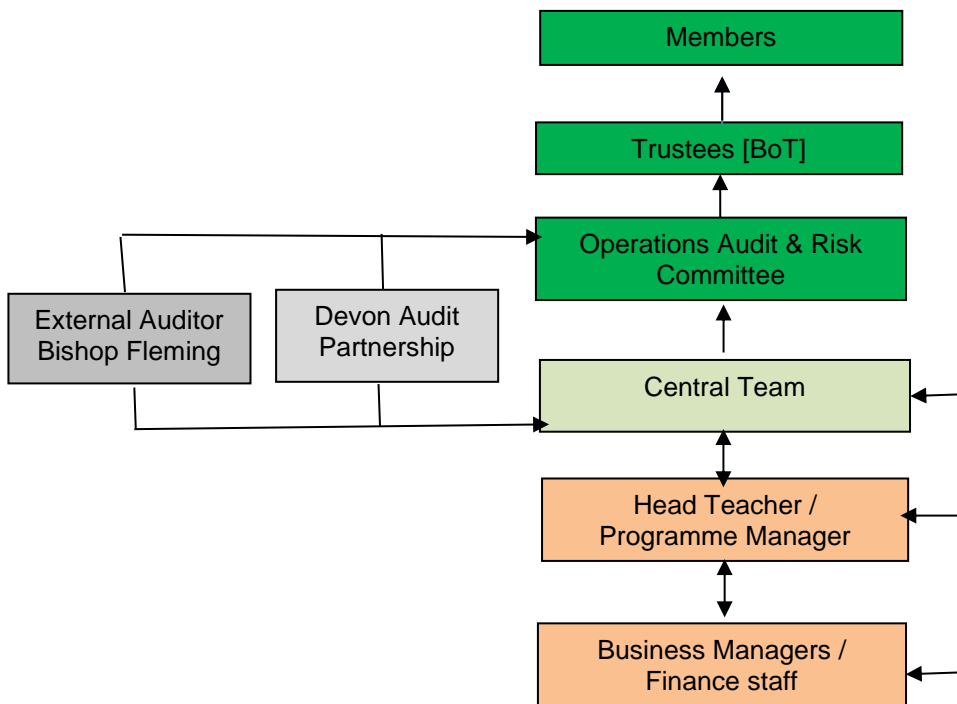 Members
Trustees [BoT]
Operations Audit & Risk
Committee
External Auditor
Bishop Fleming
Devon Audit
Partnership
Central Team
Head Teacher /
Programme Manager
Business Managers /
Finance staff